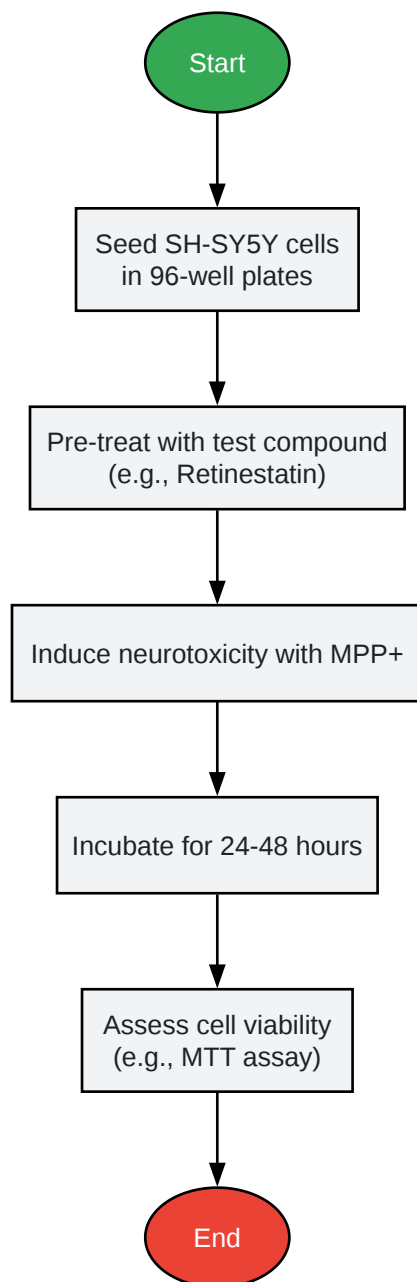 Start
Seed SH-SY5Y cells
in 96-well plates
Pre-treat with test compound
(e.g., Retinestatin)
Induce neurotoxicity with MPP+
Incubate for 24-48 hours
Assess cell viability
(e.g., MTT assay)
End